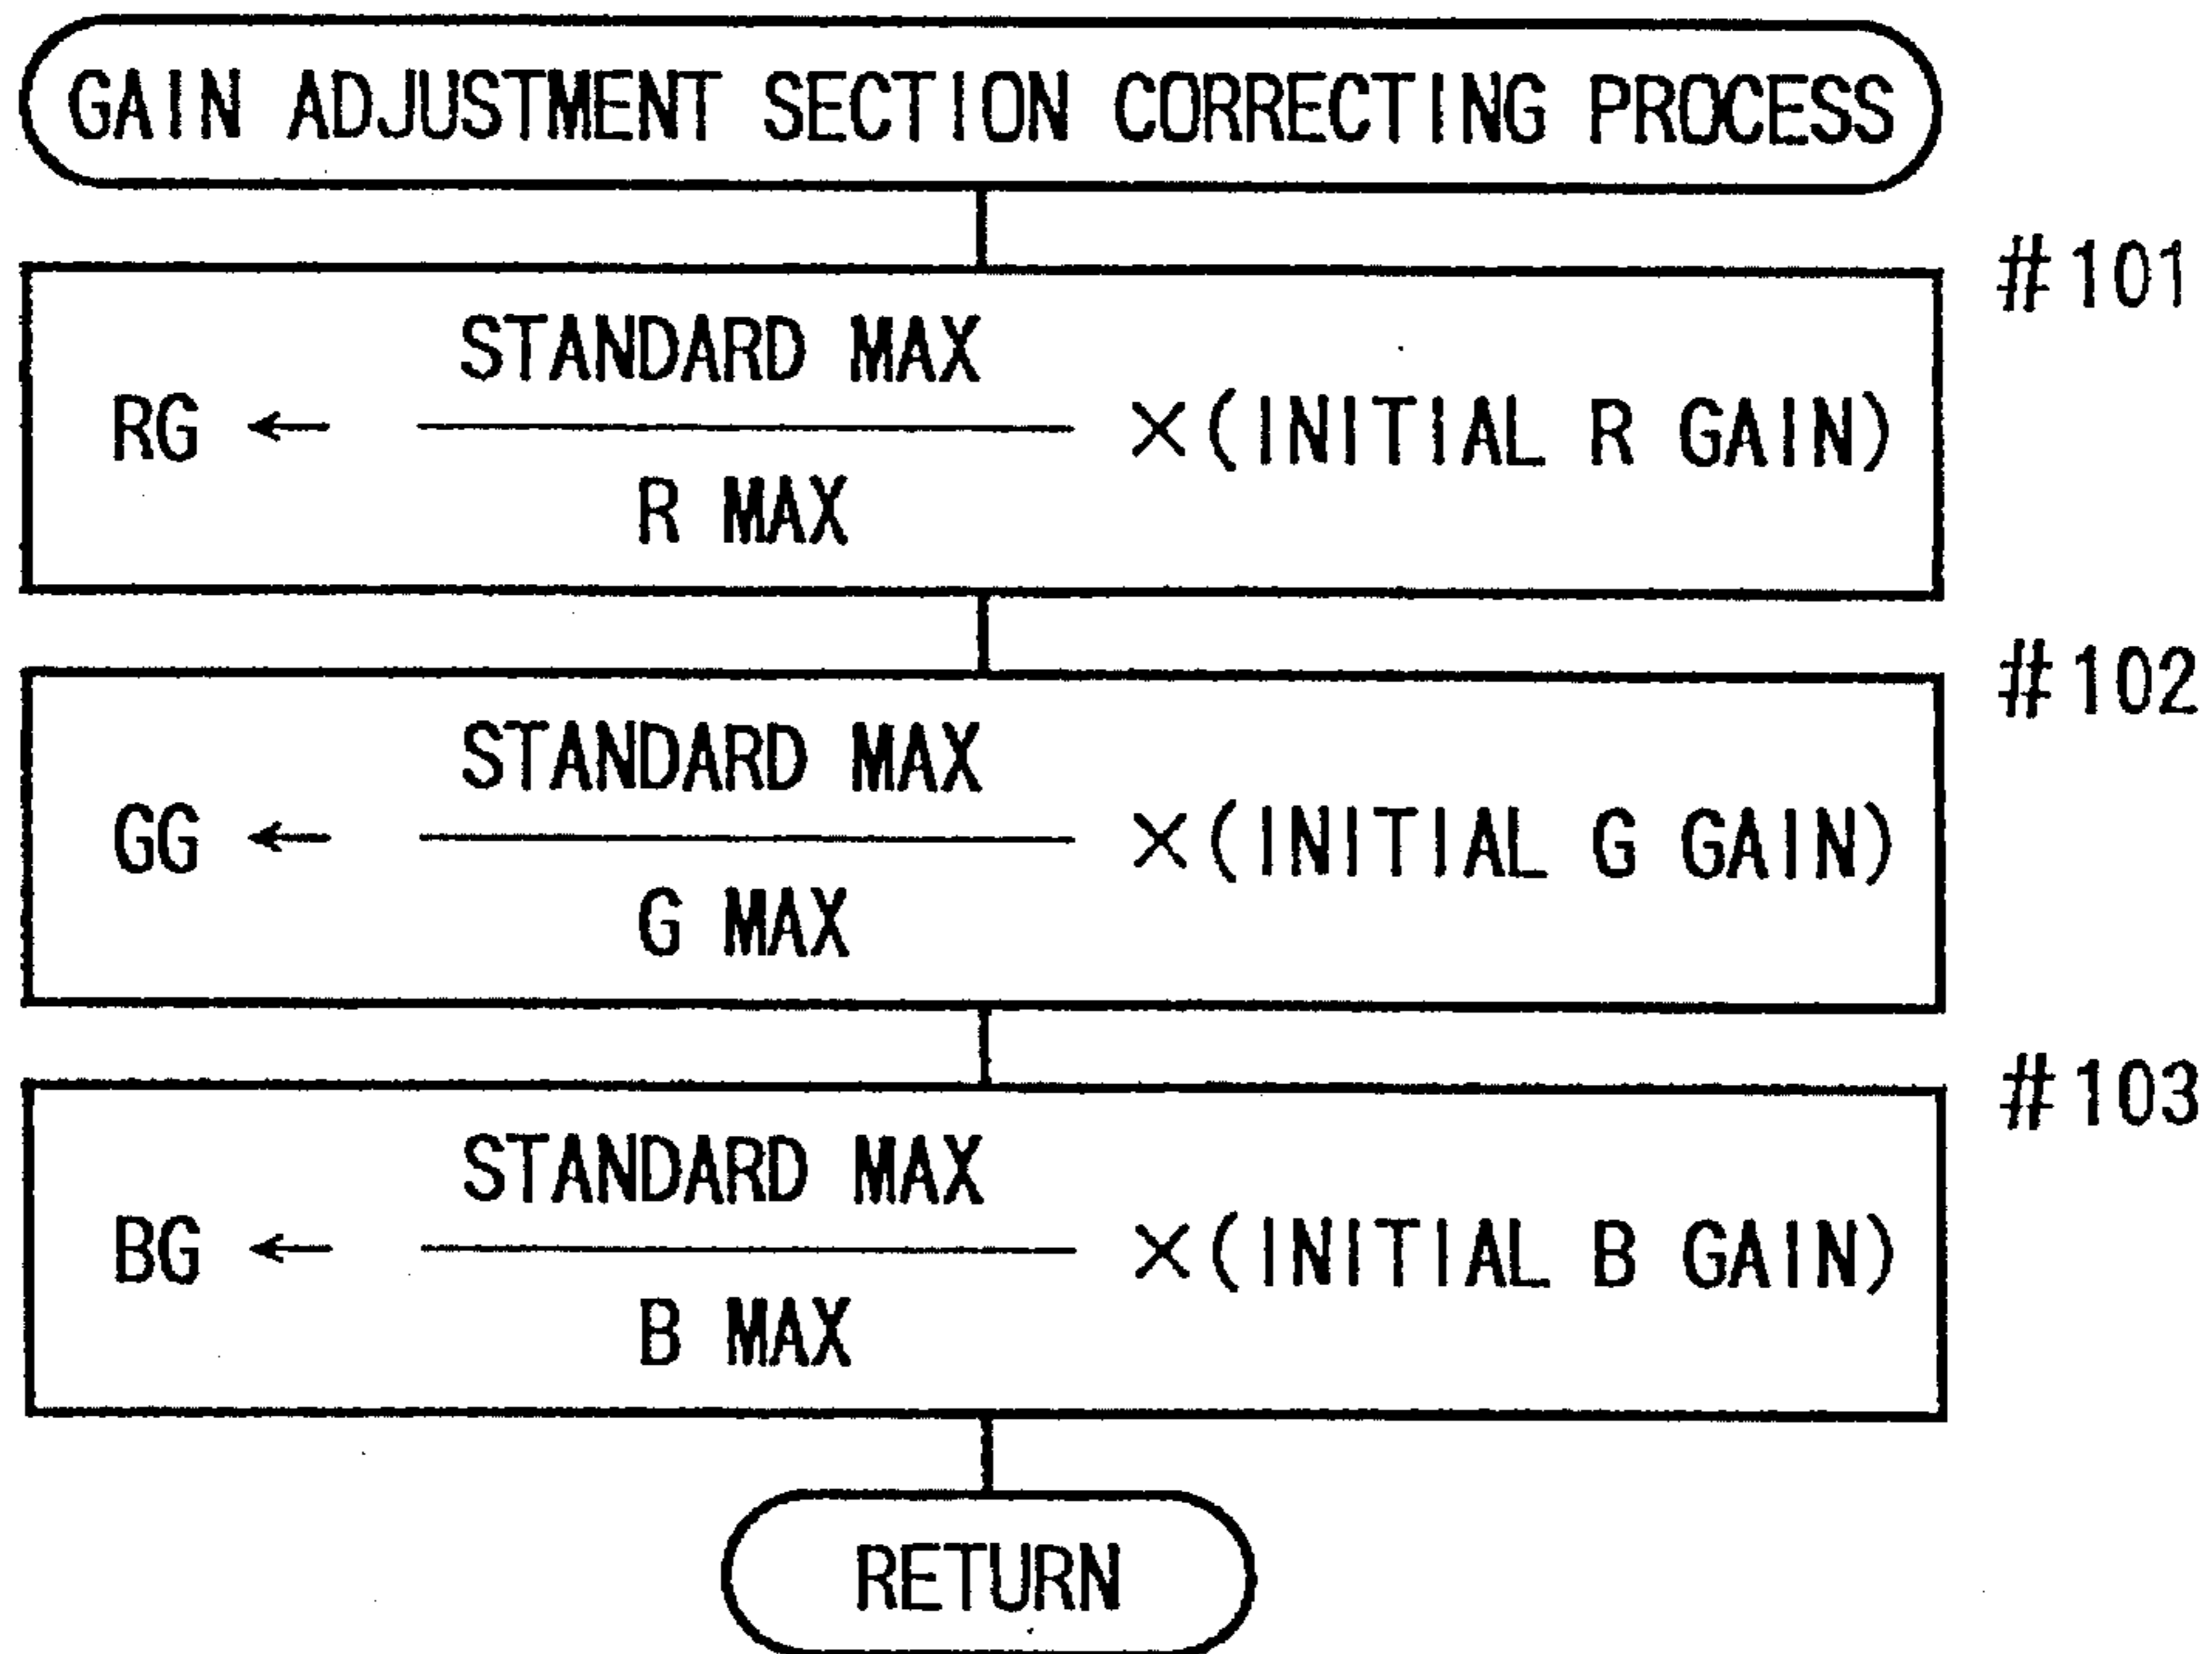 GAIN ADJUSTMENT SECTION CORRECTING PROCESS
#101
STANDARD MAX
RG ← ×(INITIAL R GAIN)
R MAX
#102
STANDARD MAX
GG ← ×(INITIAL G GAIN)
G MAX
#103
STANDARD MAX
BG ← ×(INITIAL B GAIN)
B MAX
RETURN